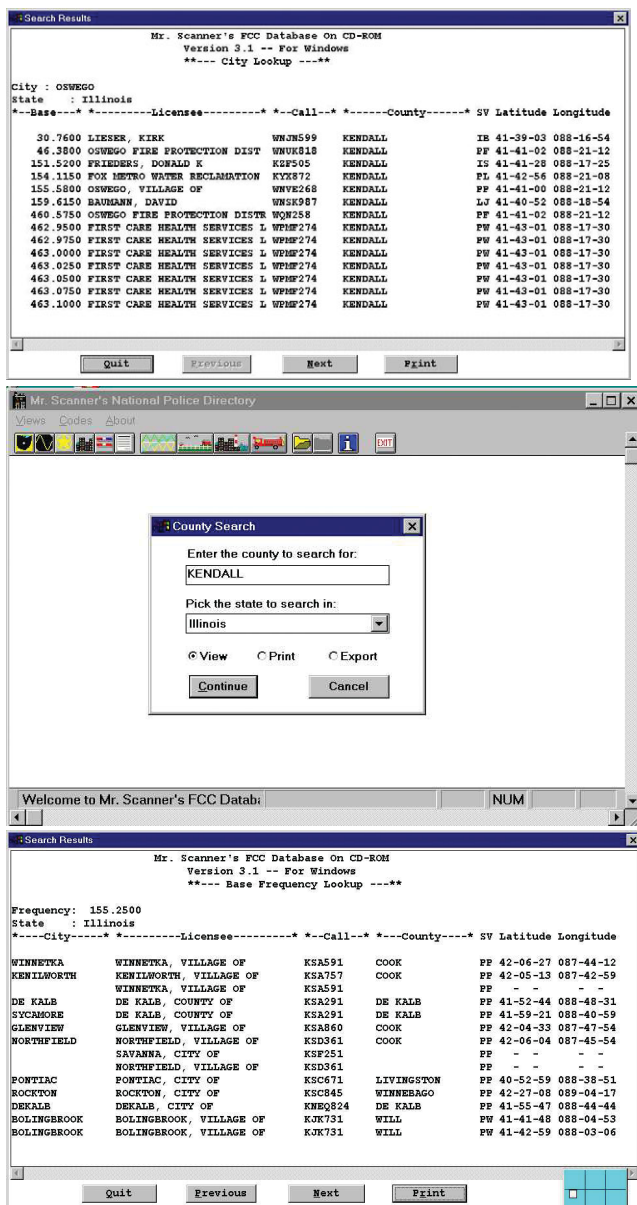 Search Results
Mr. Scanner's FCC Database On CD-ROM
Version 3.1 -- For Windows
**--- City Lookup ---**
City : OSWEGO
State : Illinois
*--Base---* *---------Licensee---------* *--Call--* *------County------* SV Latitude Longitude
30.7600 LIESER, KIRK WNJN599 KENDALL IB 41-39-03 088-16-54
46.3800 OSWEGO FIRE PROTECTION DIST WNUK818 KENDALL PF 41-41-02 088-21-12
151.5200 FRIEDERS, DONALD K KZF505 KENDALL IS 41-41-28 088-17-25
154.1150 FOX METRO WATER RECLAMATION KYX872 KENDALL PL 41-42-56 088-21-08
155.5800 OSWEGO, VILLAGE OF WNVE268 KENDALL PP 41-41-00 088-21-12
159.6150 BAUMANN, DAVID WNSK987 KENDALL LJ 41-40-52 088-18-54
460.5750 OSWEGO FIRE PROTECTION DISTR WQN258 KENDALL PF 41-41-02 088-21-12
462.9500 FIRST CARE HEALTH SERVICES L WPMF274 KENDALL PW 41-43-01 088-17-30
462.9750 FIRST CARE HEALTH SERVICES L WPMF274 KENDALL PW 41-43-01 088-17-30
463.0000 FIRST CARE HEALTH SERVICES L WPMF274 KENDALL PW 41-43-01 088-17-30
463.0250 FIRST CARE HEALTH SERVICES L WPMF274 KENDALL PW 41-43-01 088-17-30
463.0500 FIRST CARE HEALTH SERVICES L WPMF274 KENDALL PW 41-43-01 088-17-30
463.0750 FIRST CARE HEALTH SERVICES L WPMF274 KENDALL PW 41-43-01 088-17-30
463.1000 FIRST CARE HEALTH SERVICES L WPMF274 KENDALL PW 41-43-01 088-17-30
Quit Previous Next Print
Mr. Scanner's National Police Directory
Views Codes About
EXIT
County Search
Enter the county to search for:
KENDALL
Pick the state to search in:
Illinois
View Print Export
Continue Cancel
Welcome to Mr. Scanner's FCC Databa NUM
Search Results
Mr. Scanner's FCC Database On CD-ROM
Version 3.1 -- For Windows
**--- Base Frequency Lookup ---**
Frequency: 155.2500
State : Illinois
*----City-----* *---------Licensee---------* *--Call--* *---County----* SV Latitude Longitude
WINNETKA WINNETKA, VILLAGE OF KSA591 COOK PP 42-06-27 087-44-12
KENILWORTH KENILWORTH, VILLAGE OF KSA757 COOK PP 42-05-13 087-42-59
WINNETKA, VILLAGE OF KSA591 PP - - - -
DE KALB DE KALB, COUNTY OF KSA291 DE KALB PP 41-52-44 088-48-31
SYCAMORE DE KALB, COUNTY OF KSA291 DE KALB PP 41-59-21 088-40-59
GLENVIEW GLENVIEW, VILLAGE OF KSA860 COOK PP 42-04-33 087-47-54
NORTHFIELD NORTHFIELD, VILLAGE OF KSD361 COOK PP 42-06-04 087-45-54
SAVANNA, CITY OF KSF251 PP - - - -
NORTHFIELD, VILLAGE OF KSD361 PP - - - -
PONTIAC PONTIAC, CITY OF KSC671 LIVINGSTON PP 40-52-59 088-38-51
ROCKTON ROCKTON, CITY OF KSC845 WINNEBAGO PP 42-27-08 089-04-17
DEKALB DEKALB, CITY OF KNEQ824 DE KALB PP 41-55-47 088-44-44
BOLINGBROOK BOLINGBROOK, VILLAGE OF KJK731 WILL PW 41-41-48 088-04-53
BOLINGBROOK BOLINGBROOK, VILLAGE OF KJK731 WILL PW 41-42-59 088-03-06
Quit Previous Next Print